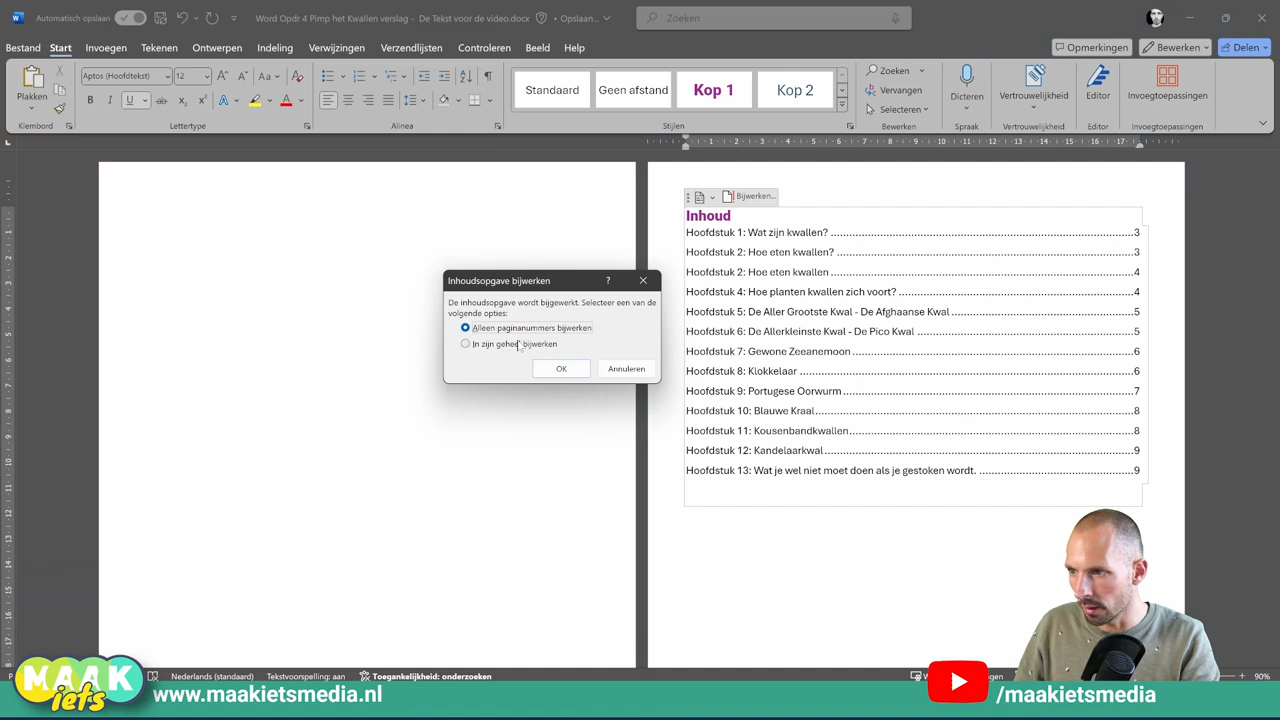 Automatisch opslaan
Word Opdr 4 Pimp het Kwallen verslag - De Tekst voor de video.docx
• Opslaan...
Zoeken
Bestand Start Invoegen Tekenen Ontwerpen Indeling Verwijzingen Verzendlijsten Controleren Beeld Help
Opmerkingen
Bewerken
Delen
Plakken
Klembord
Aptos (Hoofdtekst)
12
Lettertype
Alinea
Standaard
Geen afstand
Kop 1
Kop 2
Stijlen
Zoeken
Vervangen
Selecteren
Bewerken
Dicteren
Spraak
Vertrouwelijkheid
Vertrouwelijkheid
Editor
Editor
Invoegtoepassingen
Invoegtoepassingen
Bijwerken...
Inhoud
Hoofdstuk 1: Wat zijn kwallen? 3
Hoofdstuk 2: Hoe eten kwallen? 3
Hoofdstuk 2: Hoe eten kwallen 4
Hoofdstuk 4: Hoe planten kwallen zich voort? 4
Hoofdstuk 5: De Aller Grootste Kwal - De Afghaanse Kwal 5
Hoofdstuk 6: De Allerkleinste Kwal - De Pico Kwal 5
Hoofdstuk 7: Gewone Zeeanemoon 6
Hoofdstuk 8: Klokkelaar 6
Hoofdstuk 9: Portugese Oorwurm 7
Hoofdstuk 10: Blauwe Kraal 8
Hoofdstuk 11: Kousenbandkwallen 8
Hoofdstuk 12: Kandelaarkwal 9
Hoofdstuk 13: Wat je wel niet moet doen als je gestoken wordt. 9
Inhoudsopgave bijwerken
De inhoudsopgave wordt bijgewerkt. Selecteer een van de
volgende opties:
Alleen paginanummers bijwerken
In zijn geheel bijwerken
OK
Annuleren
Nederlands (standaard)
Tekstvoorspelling: aan
Toegankelijkheid: onderzoeken
90%
MAAK
iets
www.maakietsmedia.nl
/maakietsmedia